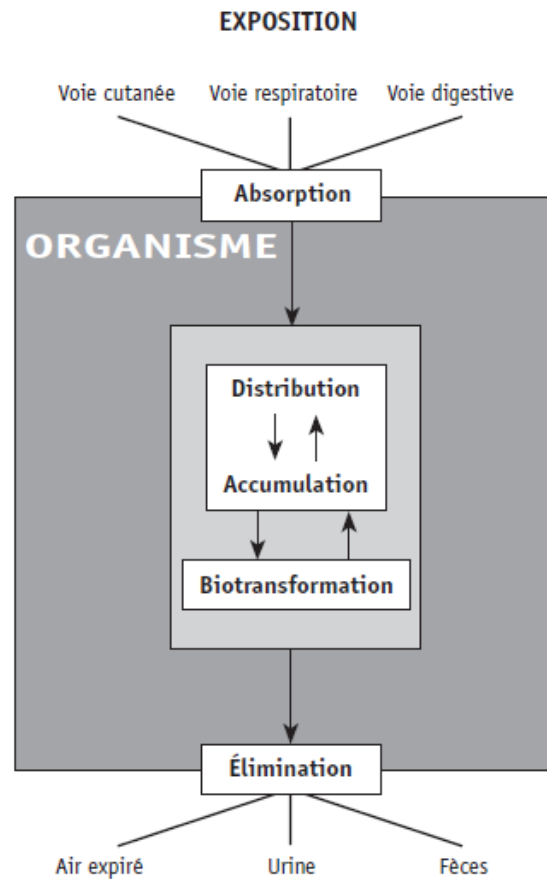 EXPOSITION
Voie cutanée Voie respiratoire Voie digestive
Absorption
ORGANISME
Distribution
Accumulation
Biotransformation
Élimination
Air expiré Urine Fèces